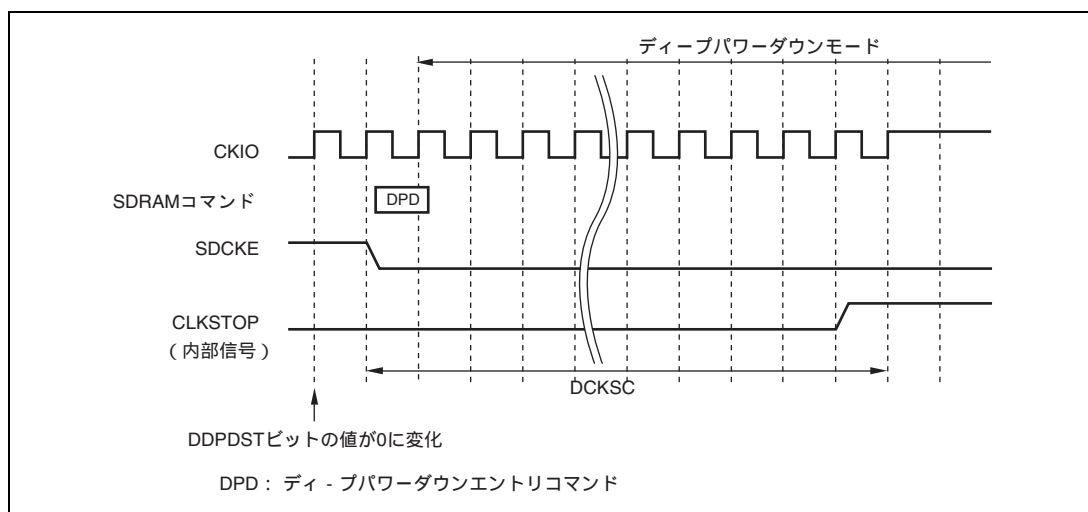 ディープパワーダウンモード
CKIO
SDRAMコマンド
DPD
SDCKE
CLKSTOP
(内部信号)
DCKSC
DDPDSTビットの値が0に変化
DPD : ディ - プパワーダウンエントリコマンド